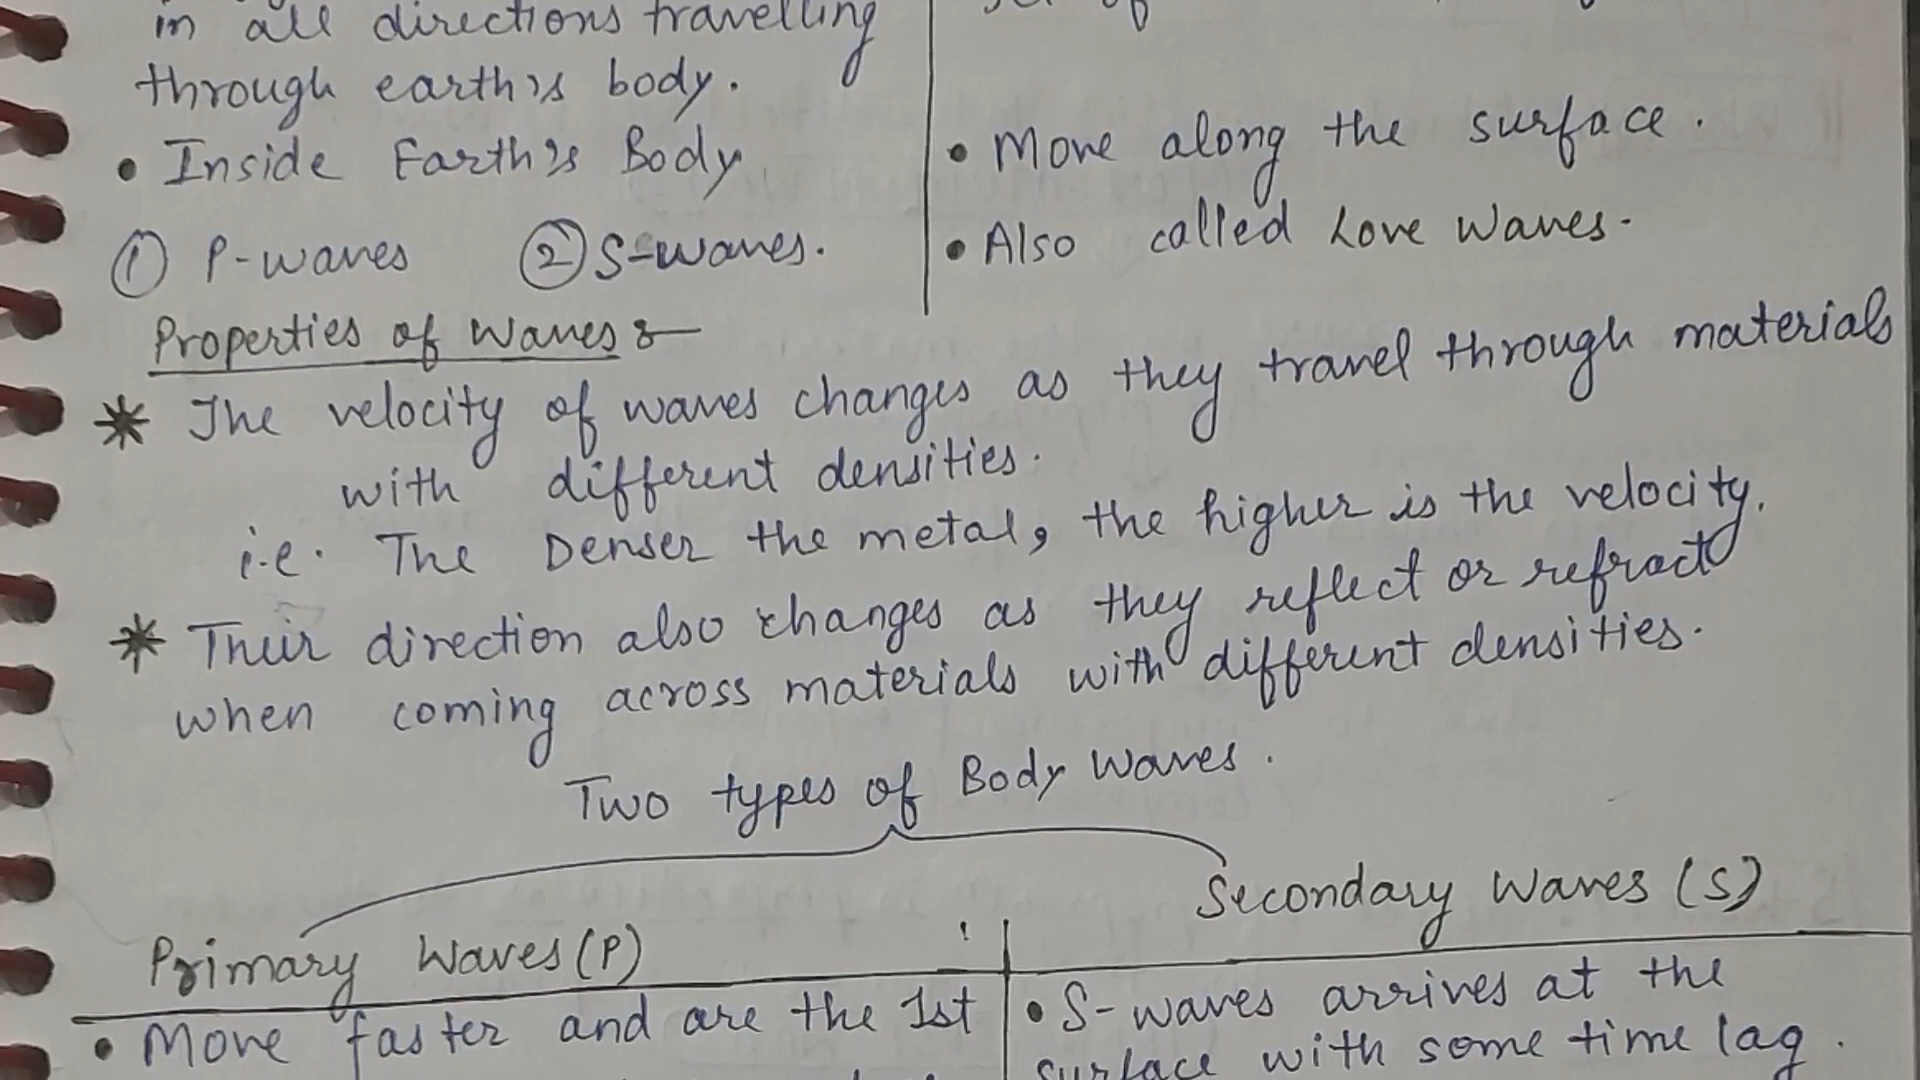 in all directions travelling
through earth's body.
• Inside Earth's Body
① P-waves ② S-waves.
• Move along the surface.
• Also called Love Waves.
Properties of Waves :-
* The velocity of waves changes as they travel through materials
with different densities.
i.e. The Denser the metal, the higher is the velocity.
* Their direction also changes as they reflect or refract
when coming across materials with different densities.
Two types of Body Waves.
Primary Waves (P)
Secondary Waves (S)
• Move faster and are the 1st
• S-waves arrives at the
surface with some time lag.